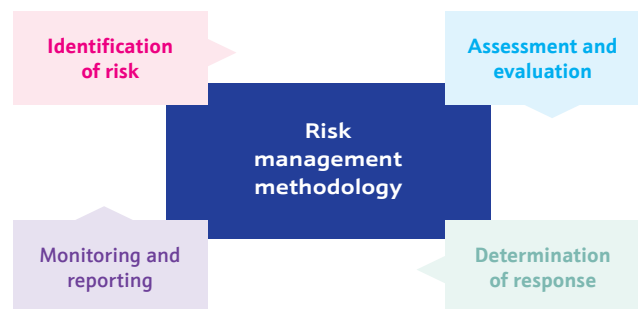 Identification
of risk
Assessment and
evaluation
Risk
management
methodology
Monitoring and
reporting
Determination
of response